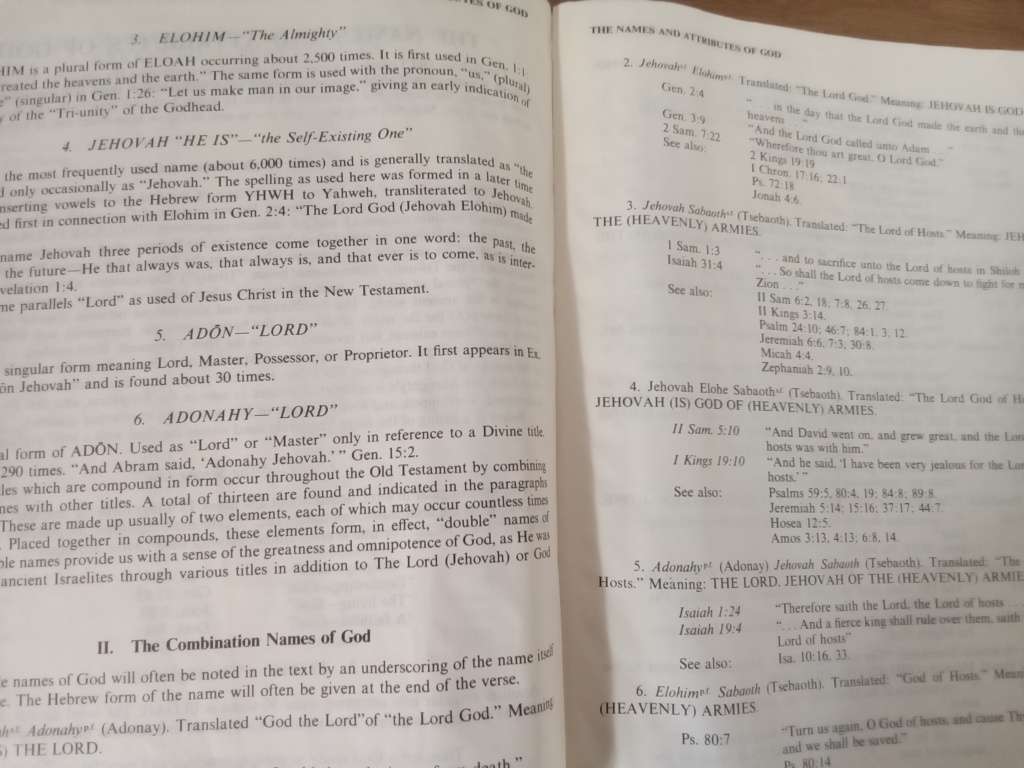 ES OF GOD
3. ELOHIM—“The Almighty”
HIM is a plural form of ELOAH occurring about 2,500 times. It is first used in Gen. 1:1
reated the heavens and the earth.” The same form is used with the pronoun, “us,” (plural)
e” (singular) in Gen. 1:26: “Let us make man in our image,” giving an early indication of
y of the “Tri-unity” of the Godhead.
4. JEHOVAH “HE IS”—“the Self-Existing One”
the most frequently used name (about 6,000 times) and is generally translated as “the
d only occasionally as “Jehovah.” The spelling as used here was formed in a later time
nserting vowels to the Hebrew form YHWH to Yahweh, transliterated to Jehovah.
ed first in connection with Elohim in Gen. 2:4: “The Lord God (Jehovah Elohim) made
name Jehovah three periods of existence come together in one word: the past, the
the future—He that always was, that always is, and that ever is to come, as is inter-
velation 1:4.
me parallels “Lord” as used of Jesus Christ in the New Testament.
5. ADŌN—“LORD”
singular form meaning Lord, Master, Possessor, or Proprietor. It first appears in Ex.
ōn Jehovah” and is found about 30 times.
6. ADONAHY—“LORD”
al form of ADŌN. Used as “Lord” or “Master” only in reference to a Divine title.
290 times. “And Abram said, ‘Adonahy Jehovah.’ ” Gen. 15:2.
les which are compound in form occur throughout the Old Testament by combining
mes with other titles. A total of thirteen are found and indicated in the paragraphs
These are made up usually of two elements, each of which may occur countless times
. Placed together in compounds, these elements form, in effect, “double” names of
ble names provide us with a sense of the greatness and omnipotence of God, as He was
ancient Israelites through various titles in addition to The Lord (Jehovah) or God
II. The Combination Names of God
e names of God will often be noted in the text by an underscoring of the name itself
e. The Hebrew form of the name will often be given at the end of the verse.
Adonahy p.f. (Adonay). Translated “God the Lord”of “the Lord God.” Meaning
) THE LORD.
death.”
THE NAMES AND ATTRIBUTES OF GOD
2. Jehovah s.f. Elohim p.f. Translated: “The Lord God.” Meaning: JEHOVAH IS GOD
Gen. 2:4 “. . . in the day that the Lord God made the earth and the
heavens . . .”
Gen. 3:9 “And the Lord God called unto Adam . . .”
2 Sam. 7:22 “Wherefore thou art great, O Lord God.”
See also: 2 Kings 19:19
1 Chron. 17:16; 22:1
Ps. 72:18
Jonah 4:6.
3. Jehovah Sabaoth s.f. (Tsebaoth). Translated: “The Lord of Hosts.” Meaning: JEH
THE (HEAVENLY) ARMIES.
1 Sam. 1:3 “. . . and to sacrifice unto the Lord of hosts in Shiloh
Isaiah 31:4 “. . . So shall the Lord of hosts come down to fight for m
Zion . . .”
See also: II Sam 6:2, 18, 7:8, 26, 27.
II Kings 3:14.
Psalm 24:10; 46:7; 84:1, 3, 12.
Jeremiah 6:6, 7:3; 30:8.
Micah 4:4.
Zephaniah 2:9, 10.
4. Jehovah Elohe Sabaoth s.f. (Tsebaoth). Translated: “The Lord God of H
JEHOVAH (IS) GOD OF (HEAVENLY) ARMIES.
II Sam. 5:10 “And David went on, and grew great, and the Lord
hosts was with him.”
I Kings 19:10 “And he said, ‘I have been very jealous for the Lor
hosts.’ ”
See also: Psalms 59:5, 80:4, 19; 84:8; 89:8.
Jeremiah 5:14; 15:16; 37:17; 44:7.
Hosea 12:5.
Amos 3:13, 4:13; 6:8, 14.
5. Adonahy p.f. (Adonay) Jehovah Sabaoth (Tsebaoth). Translated: “The
Hosts.” Meaning: THE LORD, JEHOVAH OF THE (HEAVENLY) ARMIE
Isaiah 1:24 “Therefore saith the Lord, the Lord of hosts . . .
Isaiah 19:4 “. . . And a fierce king shall rule over them, saith
Lord of hosts”
See also: Isa. 10:16, 33.
6. Elohim p.f. Sabaoth (Tsebaoth). Translated: “God of Hosts.” Mean
(HEAVENLY) ARMIES.
Ps. 80:7 “Turn us again, O God of hosts, and cause Thy
and we shall be saved.”
Ps. 80:14